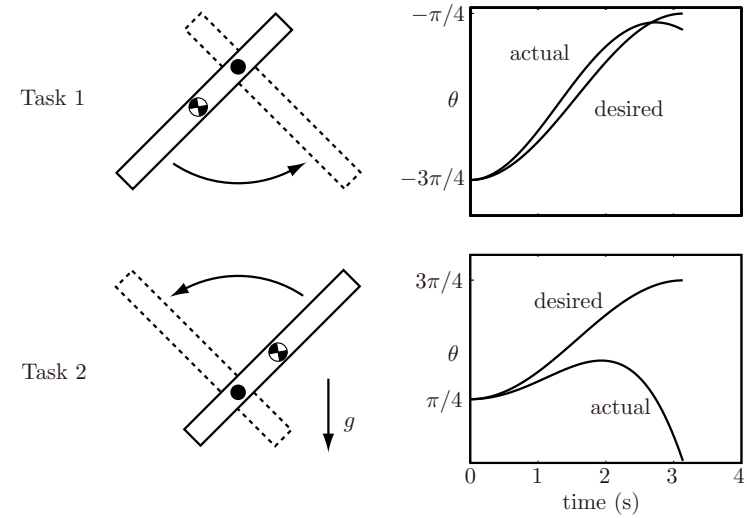 Task 1
−π/4
actual
θ
desired
−3π/4
Task 2
g
3π/4
desired
θ
π/4
actual
0 1 2 3 4
time (s)